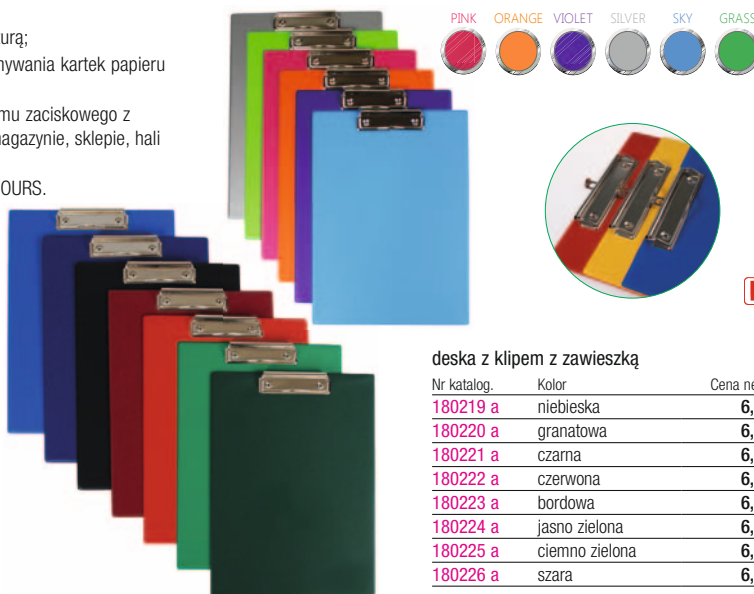 turą;
nywania kartek papieru
mu zaciskowego z
nagazynie, sklepie, hali
OURS.
PINK ORANGE VIOLET SILVER SKY GRASS
deska z klipem z zawieszką
Nr katalog. Kolor Cena ne
180219 a niebieska 6,
180220 a granatowa 6,
180221 a czarna 6,
180222 a czerwona 6,
180223 a bordowa 6,
180224 a jasno zielona 6,
180225 a ciemno zielona 6,
180226 a szara 6,